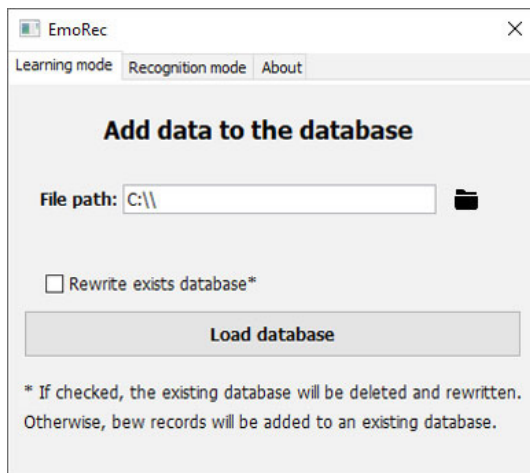 EmoRec
Learning mode Recognition mode About
Add data to the database
File path: C:\\
Rewrite exists database*
Load database
* If checked, the existing database will be deleted and rewritten.
Otherwise, bew records will be added to an existing database.